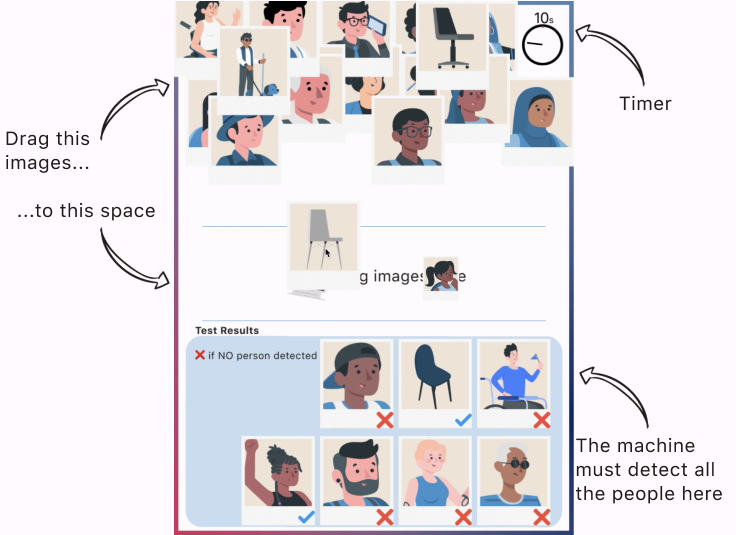 10s
Timer
Drag this
images...
...to this space
g images
e
Test Results
if NO person detected
The machine
must detect all
the people here